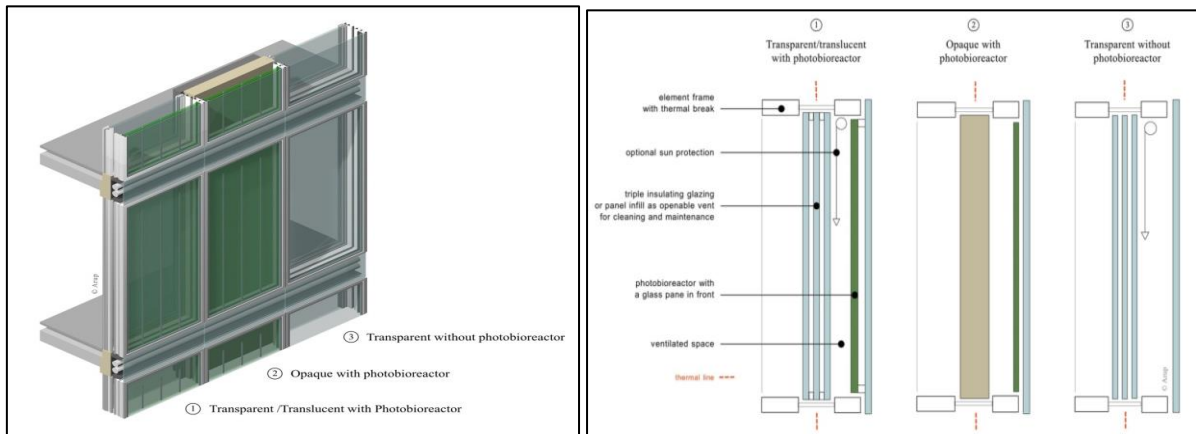 © Arup
③ Transparent without photobioreactor
② Opaque with photobioreactor
① Transparent /Translucent with Photobioreactor
①
Transparent/translucent
with photobioreactor
②
Opaque with
photobioreactor
③
Transparent without
photobioreactor
element frame
with thermal break
optional sun protection
triple insulating glazing
or panel infill as openable vent
for cleaning and maintenance
photobioreactor with
a glass pane in front
ventilated space
thermal line
© Arup